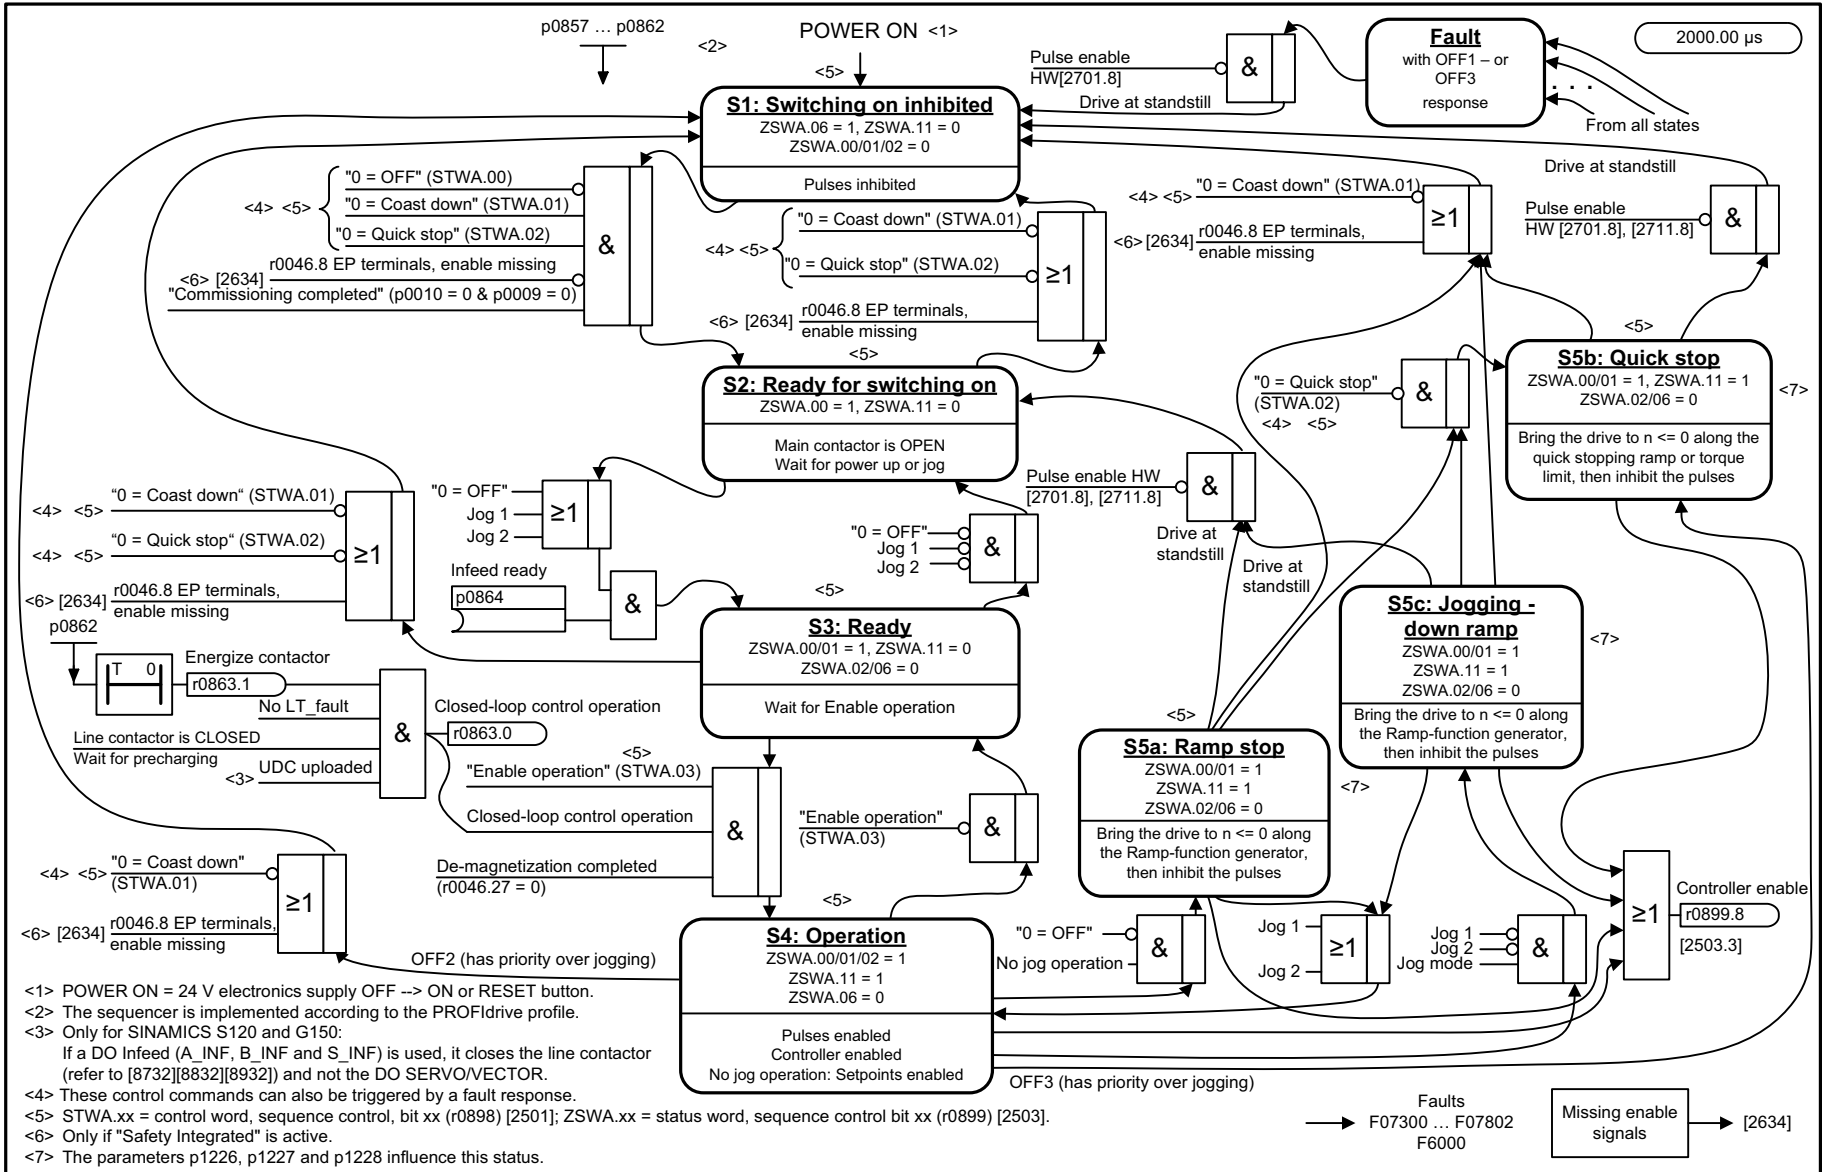 p0857 … p0862
<2>
POWER ON <1>
<5>
Pulse enable
HW[2701.8]
&
Drive at standstill
Fault
with OFF1 – or
OFF3
response
. . .
From all states
2000.00 µs
S1: Switching on inhibited
ZSWA.06 = 1, ZSWA.11 = 0
ZSWA.00/01/02 = 0
Pulses inhibited
<4> <5>
"0 = OFF" (STWA.00)
"0 = Coast down" (STWA.01)
"0 = Quick stop" (STWA.02)
r0046.8 EP terminals, enable missing
<6> [2634]
"Commissioning completed" (p0010 = 0 & p0009 = 0)
&
"0 = Coast down" (STWA.01)
<4> <5>
"0 = Quick stop" (STWA.02)
≥1
<6> [2634] r0046.8 EP terminals,
enable missing
"0 = Coast down" (STWA.01)
<4> <5>
<6> [2634] r0046.8 EP terminals,
enable missing
≥1
Drive at standstill
Pulse enable
HW [2701.8], [2711.8]
&
<5>
S2: Ready for switching on
ZSWA.00 = 1, ZSWA.11 = 0
Main contactor is OPEN
Wait for power up or jog
"0 = Quick stop"
(STWA.02)
<4> <5>
&
<5>
S5b: Quick stop
ZSWA.00/01 = 1, ZSWA.11 = 1
ZSWA.02/06 = 0
Bring the drive to n <= 0 along the
quick stopping ramp or torque
limit, then inhibit the pulses
<7>
<4> <5> “0 = Coast down“ (STWA.01)
<4> <5> “0 = Quick stop“ (STWA.02)
≥1
<6> [2634] r0046.8 EP terminals,
enable missing
"0 = OFF"
Jog 1
Jog 2
≥1
Infeed ready
p0864
&
"0 = OFF"
Jog 1
Jog 2
&
Pulse enable HW
[2701.8], [2711.8]
&
Drive at
standstill
Drive at
standstill
<5>
S3: Ready
ZSWA.00/01 = 1, ZSWA.11 = 0
ZSWA.02/06 = 0
Wait for Enable operation
S5c: Jogging -
down ramp
ZSWA.00/01 = 1
ZSWA.11 = 1
ZSWA.02/06 = 0
Bring the drive to n <= 0 along
the Ramp-function generator,
then inhibit the pulses
<7>
p0862
T 0
Energize contactor
r0863.1
No LT_fault
Line contactor is CLOSED
Wait for precharging
<3> UDC uploaded
&
Closed-loop control operation
r0863.0
<5>
"Enable operation" (STWA.03)
Closed-loop control operation
De-magnetization completed
(r0046.27 = 0)
&
"Enable operation"
(STWA.03)
&
<5>
S5a: Ramp stop
ZSWA.00/01 = 1
ZSWA.11 = 1
ZSWA.02/06 = 0
Bring the drive to n <= 0 along
the Ramp-function generator,
then inhibit the pulses
<7>
<4> <5> "0 = Coast down"
(STWA.01)
≥1
<6> [2634] r0046.8 EP terminals,
enable missing
OFF2 (has priority over jogging)
<5>
S4: Operation
ZSWA.00/01/02 = 1
ZSWA.11 = 1
ZSWA.06 = 0
Pulses enabled
Controller enabled
No jog operation: Setpoints enabled
"0 = OFF"
No jog operation
&
Jog 1
Jog 2
≥1
Jog 1
Jog 2
Jog mode
&
≥1
Controller enable
r0899.8
[2503.3]
OFF3 (has priority over jogging)
<1> POWER ON = 24 V electronics supply OFF --> ON or RESET button.
<2> The sequencer is implemented according to the PROFIdrive profile.
<3> Only for SINAMICS S120 and G150:
If a DO Infeed (A_INF, B_INF and S_INF) is used, it closes the line contactor
(refer to [8732][8832][8932]) and not the DO SERVO/VECTOR.
<4> These control commands can also be triggered by a fault response.
<5> STWA.xx = control word, sequence control, bit xx (r0898) [2501]; ZSWA.xx = status word, sequence control bit xx (r0899) [2503].
<6> Only if "Safety Integrated" is active.
<7> The parameters p1226, p1227 and p1228 influence this status.
Faults
F07300 … F07802
F6000
Missing enable
signals
[2634]